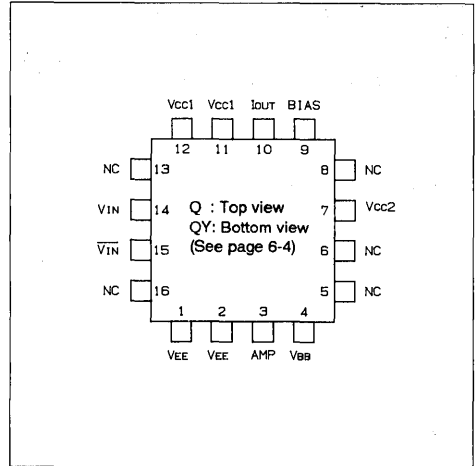 Vcc1 Vcc1 IOUT BIAS
12 11 10 9
NC 13 8 NC
VIN 14 Q : Top view 7 Vcc2
QY: Bottom view
V̅I̅N̅ 15 (See page 6-4) 6 NC
NC 16 5 NC
1 2 3 4
VEE VEE AMP VBB